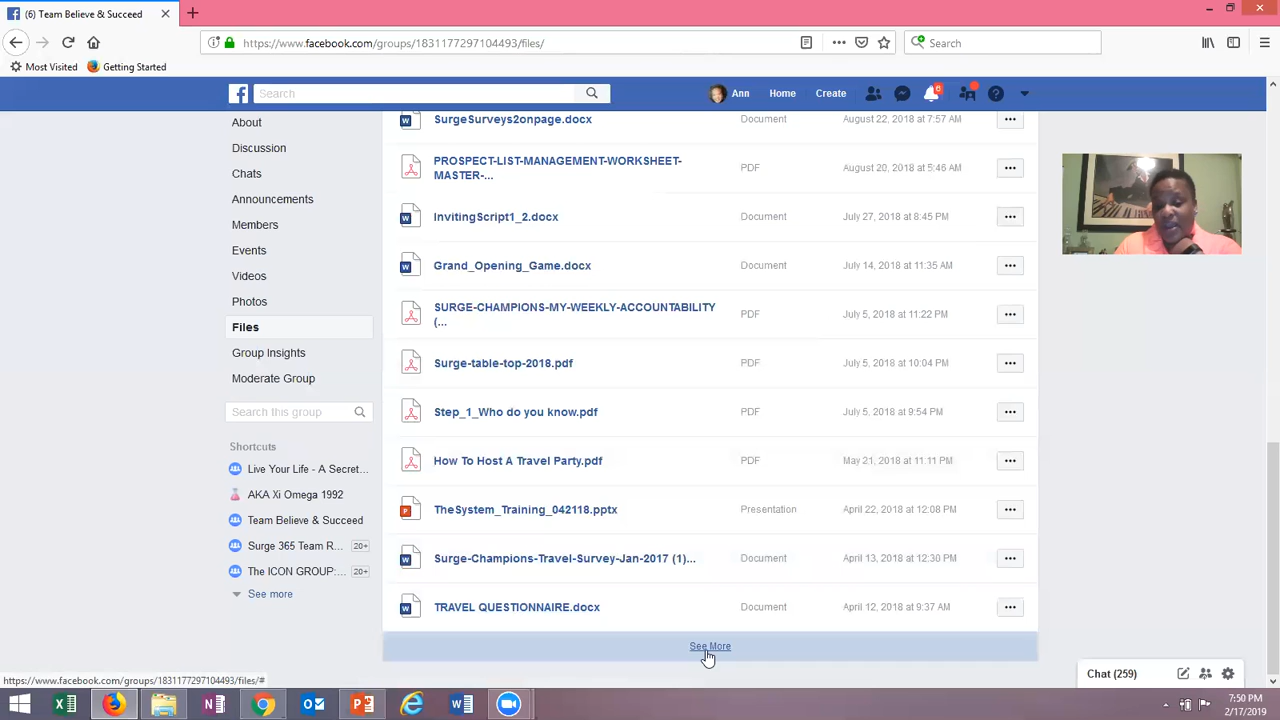 (6) Team Believe & Succeed
https://www.facebook.com/groups/1831177297104493/files/
Search
Most Visited
Getting Started
Search
Ann
Home
Create
6
About
Discussion
Chats
Announcements
Members
Events
Videos
Photos
Files
Group Insights
Moderate Group
Search this group
Shortcuts
Live Your Life - A Secret...
AKA Xi Omega 1992
Team Believe & Succeed
Surge 365 Team R... 20+
The ICON GROUP:... 20+
See more
SurgeSurveys2onpage.docx Document August 22, 2018 at 7:57 AM
PROSPECT-LIST-MANAGEMENT-WORKSHEET-
MASTER-... PDF August 20, 2018 at 5:46 AM
InvitingScript1_2.docx Document July 27, 2018 at 8:45 PM
Grand_Opening_Game.docx Document July 14, 2018 at 11:35 AM
SURGE-CHAMPIONS-MY-WEEKLY-ACCOUNTABILITY
(... PDF July 5, 2018 at 11:22 PM
Surge-table-top-2018.pdf PDF July 5, 2018 at 10:04 PM
Step_1_Who do you know.pdf PDF July 5, 2018 at 9:54 PM
How To Host A Travel Party.pdf PDF May 21, 2018 at 11:11 PM
TheSystem_Training_042118.pptx Presentation April 22, 2018 at 12:08 PM
Surge-Champions-Travel-Survey-Jan-2017 (1)... Document April 13, 2018 at 12:30 PM
TRAVEL QUESTIONNAIRE.docx Document April 12, 2018 at 9:37 AM
See More
Chat (259)
https://www.facebook.com/groups/1831177297104493/files/#
7:50 PM
2/17/2019